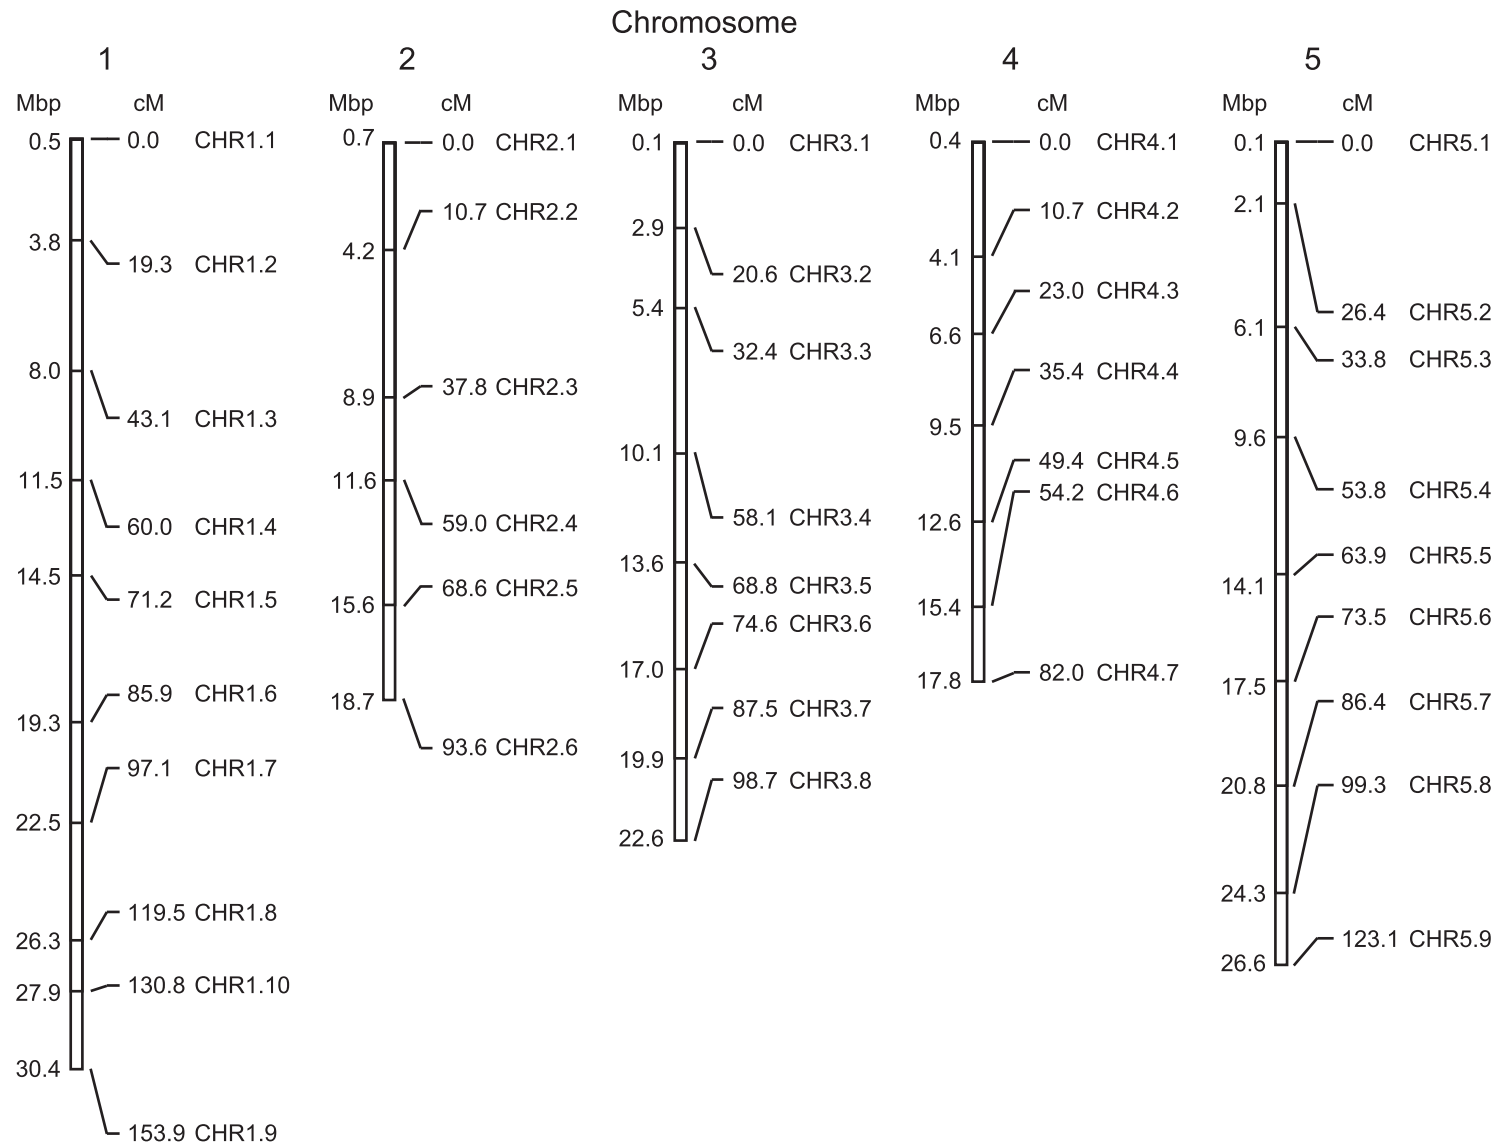 Chromosome
1 2 3 4 5
Mbp cM Mbp cM Mbp cM Mbp cM Mbp cM
0.5 0.0 CHR1.1
3.8 19.3 CHR1.2
8.0 43.1 CHR1.3
11.5 60.0 CHR1.4
14.5 71.2 CHR1.5
19.3 85.9 CHR1.6
22.5 97.1 CHR1.7
26.3 119.5 CHR1.8
27.9 130.8 CHR1.10
30.4 153.9 CHR1.9
0.7 0.0 CHR2.1
4.2 10.7 CHR2.2
8.9 37.8 CHR2.3
11.6 59.0 CHR2.4
15.6 68.6 CHR2.5
18.7 93.6 CHR2.6
0.1 0.0 CHR3.1
2.9 20.6 CHR3.2
5.4 32.4 CHR3.3
10.1 58.1 CHR3.4
13.6 68.8 CHR3.5
17.0 74.6 CHR3.6
19.9 87.5 CHR3.7
22.6 98.7 CHR3.8
0.4 0.0 CHR4.1
4.1 10.7 CHR4.2
6.6 23.0 CHR4.3
9.5 35.4 CHR4.4
12.6 49.4 CHR4.5
15.4 54.2 CHR4.6
17.8 82.0 CHR4.7
0.1 0.0 CHR5.1
2.1 26.4 CHR5.2
6.1 33.8 CHR5.3
9.6 53.8 CHR5.4
14.1 63.9 CHR5.5
17.5 73.5 CHR5.6
20.8 86.4 CHR5.7
24.3 99.3 CHR5.8
26.6 123.1 CHR5.9